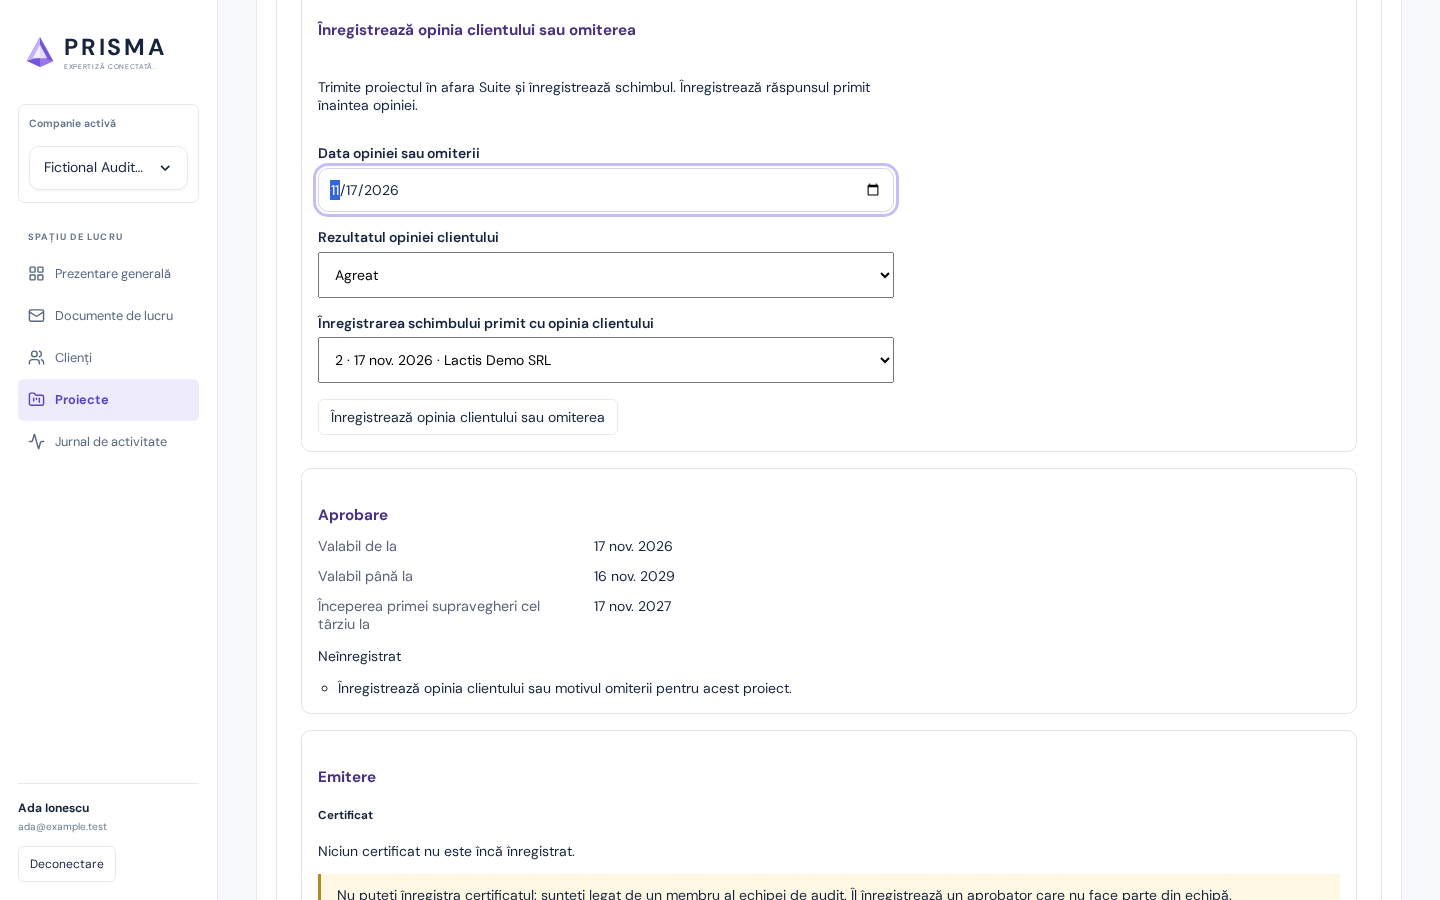 PRISMA
EXPERTIZĂ CONECTATĂ.
Companie activă
Fictional Audit...
SPAȚIU DE LUCRU
Prezentare generală
Documente de lucru
Clienți
Proiecte
Jurnal de activitate
Ada Ionescu
ada@example.test
Deconectare
Înregistrează opinia clientului sau omiterea
Trimite proiectul în afara Suite și înregistrează schimbul. Înregistrează răspunsul primit
înaintea opiniei.
Data opiniei sau omiterii
11/17/2026
Rezultatul opiniei clientului
Agreat
Înregistrarea schimbului primit cu opinia clientului
2 · 17 nov. 2026 · Lactis Demo SRL
Înregistrează opinia clientului sau omiterea
Aprobare
Valabil de la
17 nov. 2026
Valabil până la
16 nov. 2029
Începerea primei supravegheri cel
târziu la
17 nov. 2027
Neînregistrat
Înregistrează opinia clientului sau motivul omiterii pentru acest proiect.
Emitere
Certificat
Niciun certificat nu este încă înregistrat.
Nu puteți înregistra certificatul: sunteți legat de un membru al echipei de audit. Îl înregistrează un aprobator care nu face parte din echipă.